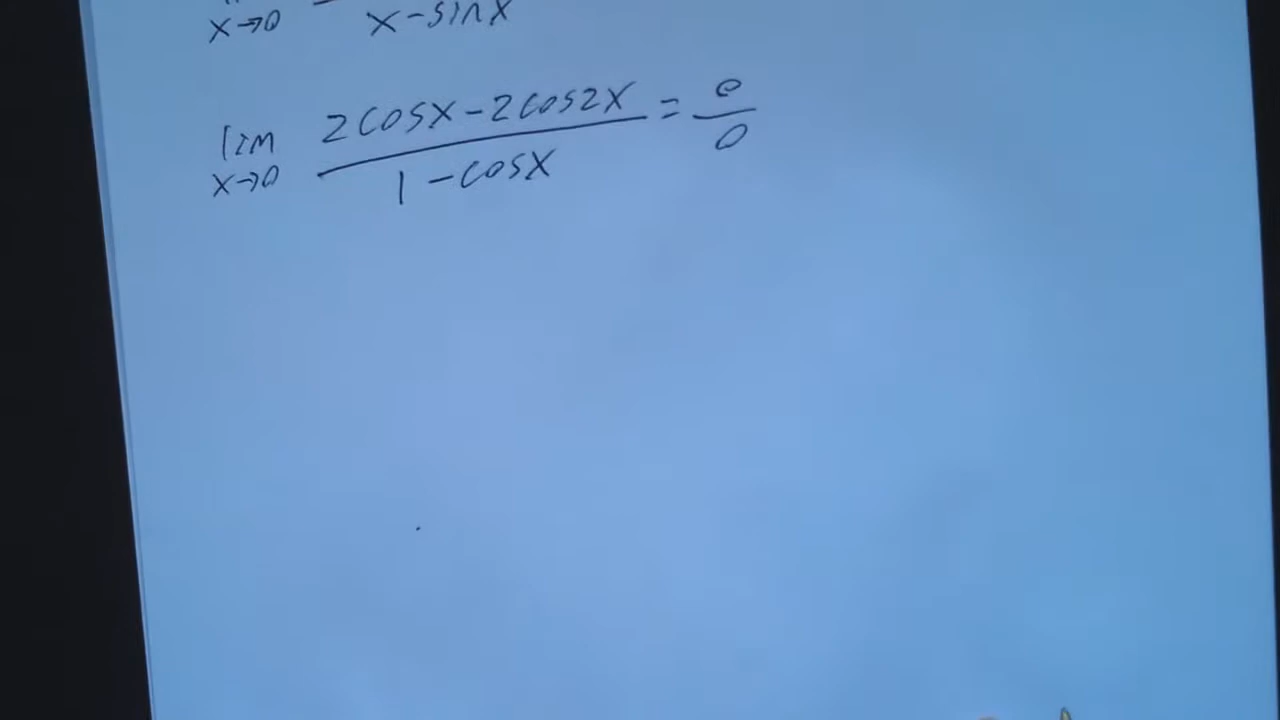 x→0 x-sinx
lim 2cosx-2cos2x / 1-cosx = 0/0
x→0